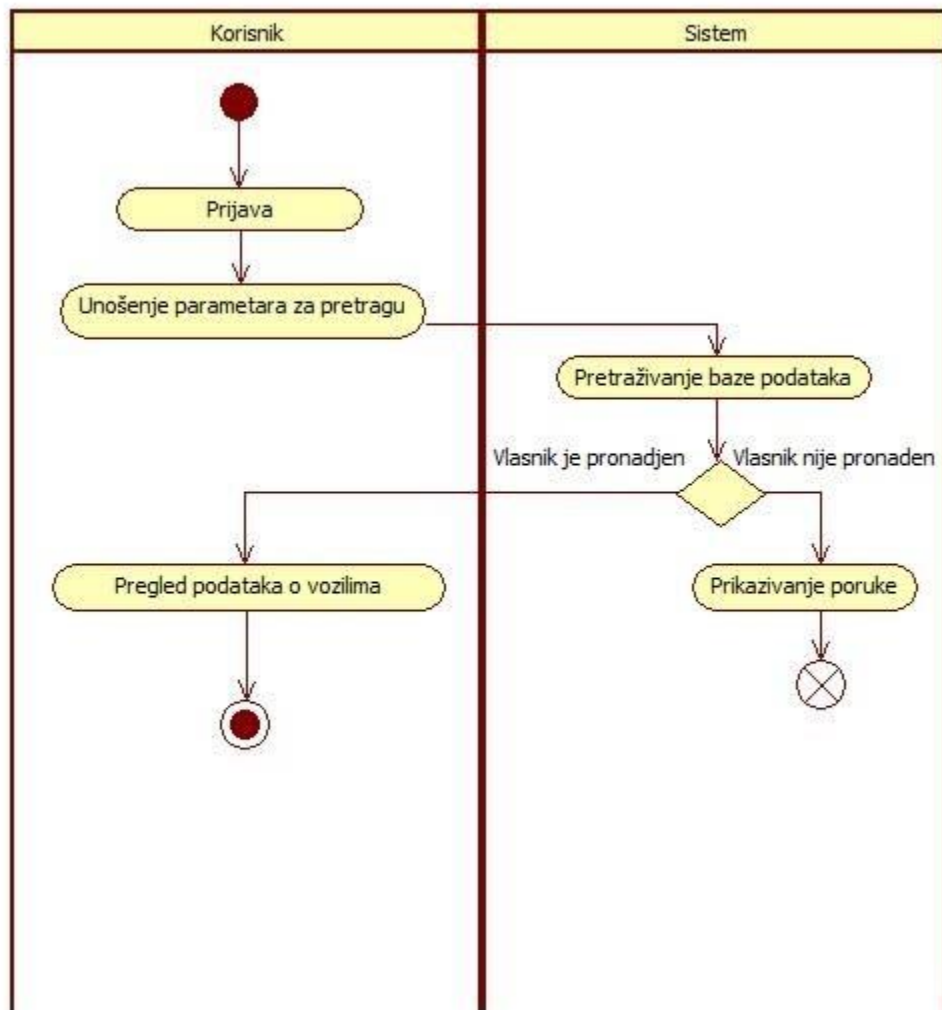 Korisnik
Sistem
Prijava
Unošenje parametara za pretragu
Pretraživanje baze podataka
Vlasnik je pronadjen
Vlasnik nije pronaden
Pregled podataka o vozilima
Prikazivanje poruke